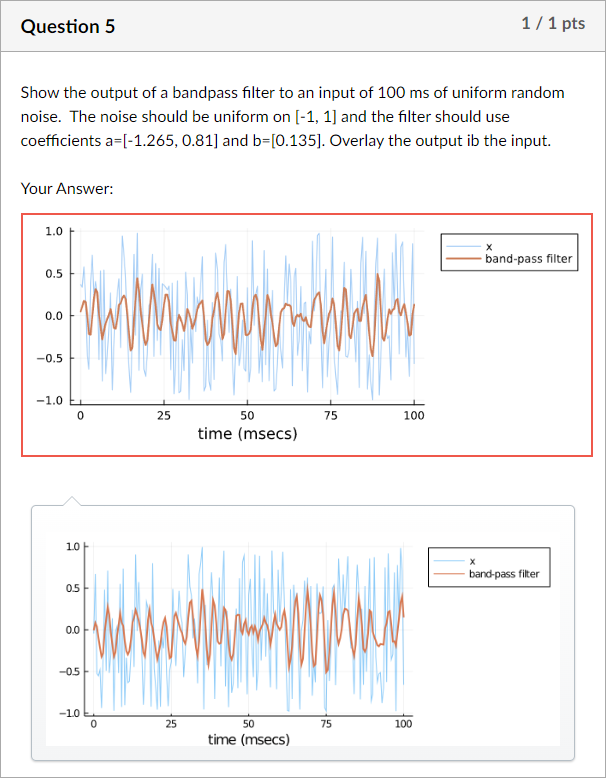 Question 5
1 / 1 pts
Show the output of a bandpass filter to an input of 100 ms of uniform random
noise.  The noise should be uniform on [-1, 1] and the filter should use
coefficients a=[-1.265, 0.81] and b=[0.135]. Overlay the output ib the input.
Your Answer:
1.0
0.5
0.0
−0.5
−1.0
0 25 50 75 100
time (msecs)
x
band-pass filter
1.0
0.5
0.0
−0.5
−1.0
0 25 50 75 100
time (msecs)
x
band-pass filter